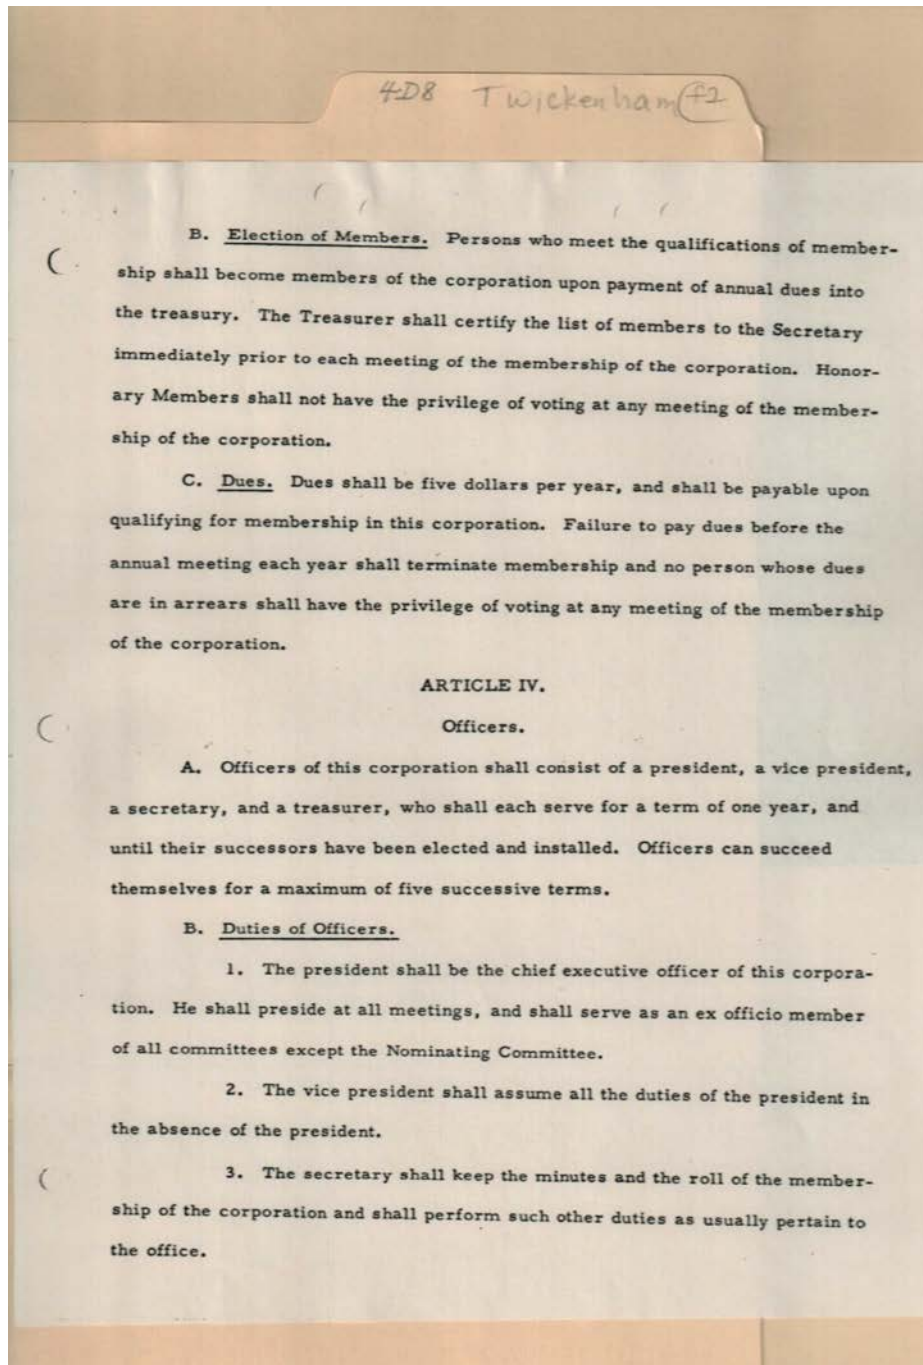 4D8 Twickenham f2
B. Election of Members. Persons who meet the qualifications of member-
ship shall become members of the corporation upon payment of annual dues into
the treasury. The Treasurer shall certify the list of members to the Secretary
immediately prior to each meeting of the membership of the corporation. Honor-
ary Members shall not have the privilege of voting at any meeting of the member-
ship of the corporation.
C. Dues. Dues shall be five dollars per year, and shall be payable upon
qualifying for membership in this corporation. Failure to pay dues before the
annual meeting each year shall terminate membership and no person whose dues
are in arrears shall have the privilege of voting at any meeting of the membership
of the corporation.
ARTICLE IV.
Officers.
A. Officers of this corporation shall consist of a president, a vice president,
a secretary, and a treasurer, who shall each serve for a term of one year, and
until their successors have been elected and installed. Officers can succeed
themselves for a maximum of five successive terms.
B. Duties of Officers.
1. The president shall be the chief executive officer of this corpora-
tion. He shall preside at all meetings, and shall serve as an ex officio member
of all committees except the Nominating Committee.
2. The vice president shall assume all the duties of the president in
the absence of the president.
3. The secretary shall keep the minutes and the roll of the member-
ship of the corporation and shall perform such other duties as usually pertain to
the office.